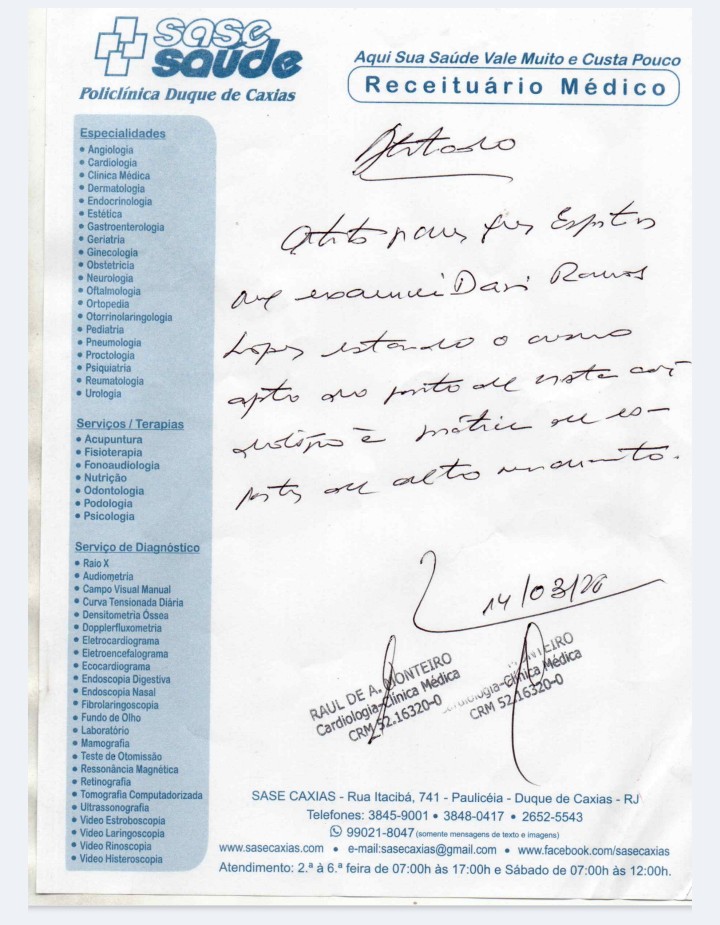 sase
saúde
Policlínica Duque de Caxias
Aqui Sua Saúde Vale Muito e Custa Pouco
Receituário Médico
Especialidades
• Angiologia
• Cardiologia
• Clínica Médica
• Dermatologia
• Endocrinologia
• Estética
• Gastroenterologia
• Geriatria
• Ginecologia
• Obstetrícia
• Neurologia
• Oftalmologia
• Ortopedia
• Otorrinolaringologia
• Pediatria
• Pneumologia
• Proctologia
• Psiquiatria
• Reumatologia
• Urologia
Serviços / Terapias
• Acupuntura
• Fisioterapia
• Fonoaudiologia
• Nutrição
• Odontologia
• Podologia
• Psicologia
Serviço de Diagnóstico
• Raio X
• Audiometria
• Campo Visual Manual
• Curva Tensionada Diária
• Densitometria Óssea
• Dopplerfluxometria
• Eletrocardiograma
• Eletroencefalograma
• Ecocardiograma
• Endoscopia Digestiva
• Endoscopia Nasal
• Fibrolaringoscopia
• Fundo de Olho
• Laboratório
• Mamografia
• Teste de Otomissão
• Ressonância Magnética
• Retinografia
• Tomografia Computadorizada
• Ultrassonografia
• Video Estroboscopia
• Video Laringoscopia
• Video Rinoscopia
• Video Histeroscopia
Atestado
Atesto para fins
que examinei Davi Ramos
Lopes estando o mesmo
apto do ponto de vista car-
diológico à prática de es-
portes de alto rendimento.
14/03/20
RAUL DE A. MONTEIRO
Cardiologia-Clínica Médica
CRM 52.16320-0
NTEIRO
Cardiologia-Clínica Médica
CRM 52.16320-0
SASE CAXIAS - Rua Itacibá, 741 - Paulicéia - Duque de Caxias - RJ
Telefones: 3845-9001 • 3848-0417 • 2652-5543
99021-8047 (somente mensagens de texto e imagens)
www.sasecaxias.com • e-mail:sasecaxias@gmail.com • www.facebook.com/sasecaxias
Atendimento: 2.ª à 6.ª feira de 07:00h às 17:00h e Sábado de 07:00h às 12:00h.